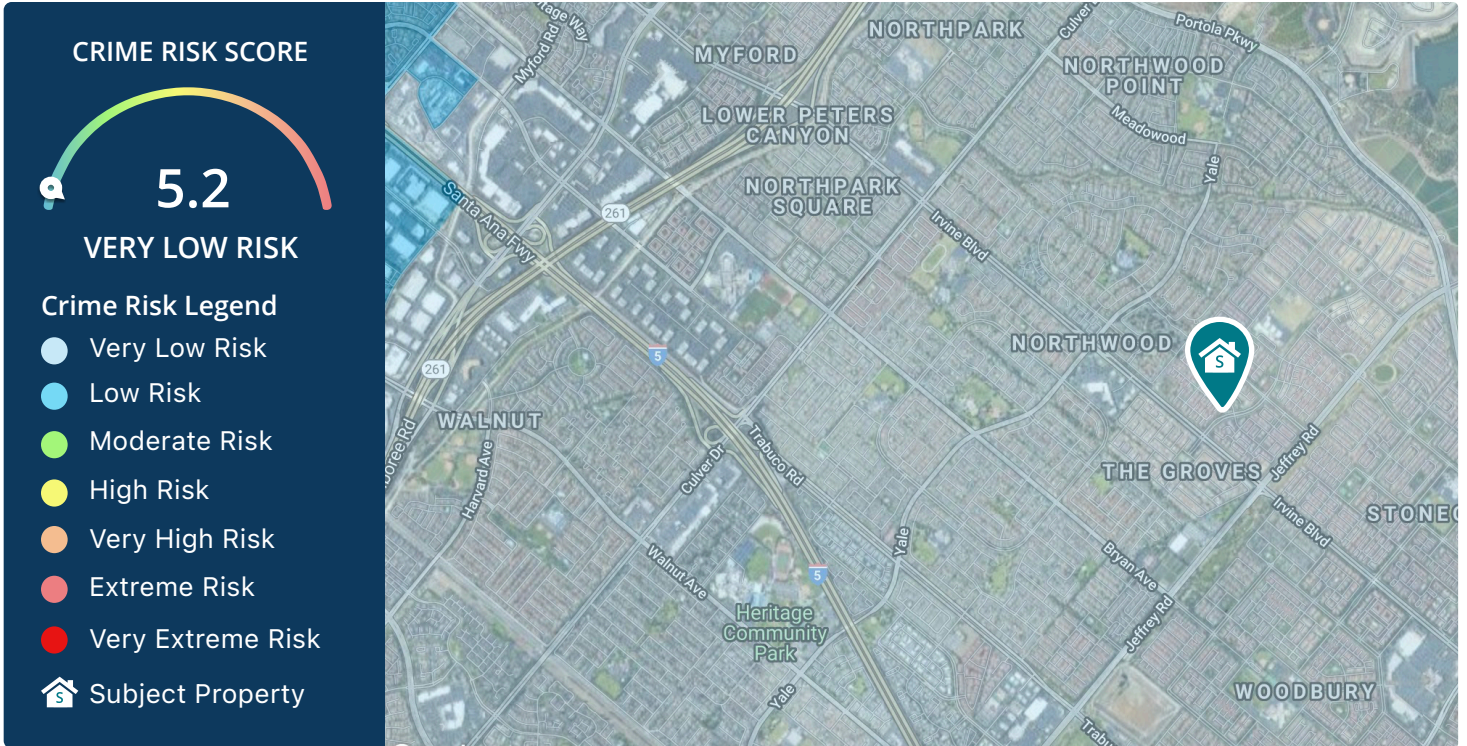 CRIME RISK SCORE
5.2
VERY LOW RISK
Crime Risk Legend
Very Low Risk
Low Risk
Moderate Risk
High Risk
Very High Risk
Extreme Risk
Very Extreme Risk
S Subject Property
Myford Rd
MYFORD
NORTHPARK
Culver
Portola Pkwy
NORTHWOOD
POINT
Meadowood
Yale
LOWER PETERS
CANYON
NORTHPARK
SQUARE
Santa Ana Fwy
261
Irvine Blvd
5
NORTHWOOD
S
261
WALNUT
Harvard Ave
Culver Dr
Trabuco Rd
THE GROVES
Jeffrey Rd
Irvine Blvd
Yale
Bryan Ave
Walnut Ave
5
Heritage
Community
Park
Jeffrey Rd
WOODBURY
Yale